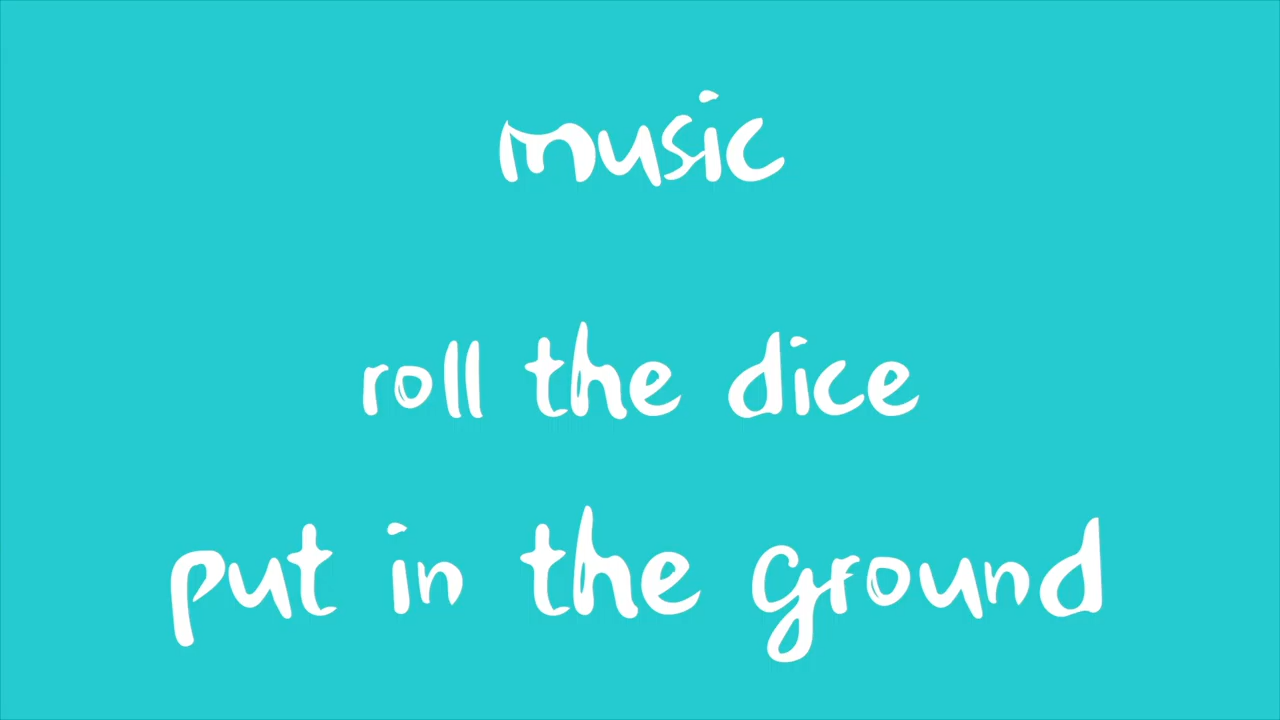 music
roll the dice
put in the ground